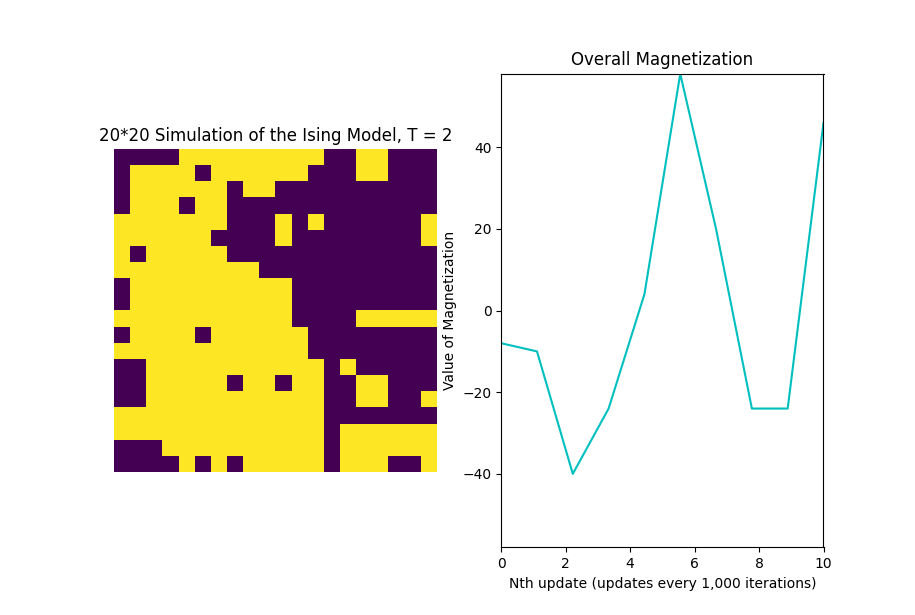 20*20 Simulation of the Ising Model, T = 2
Overall Magnetization
Value of Magnetization
40
20
0
−20
−40
0 2 4 6 8 10
Nth update (updates every 1,000 iterations)